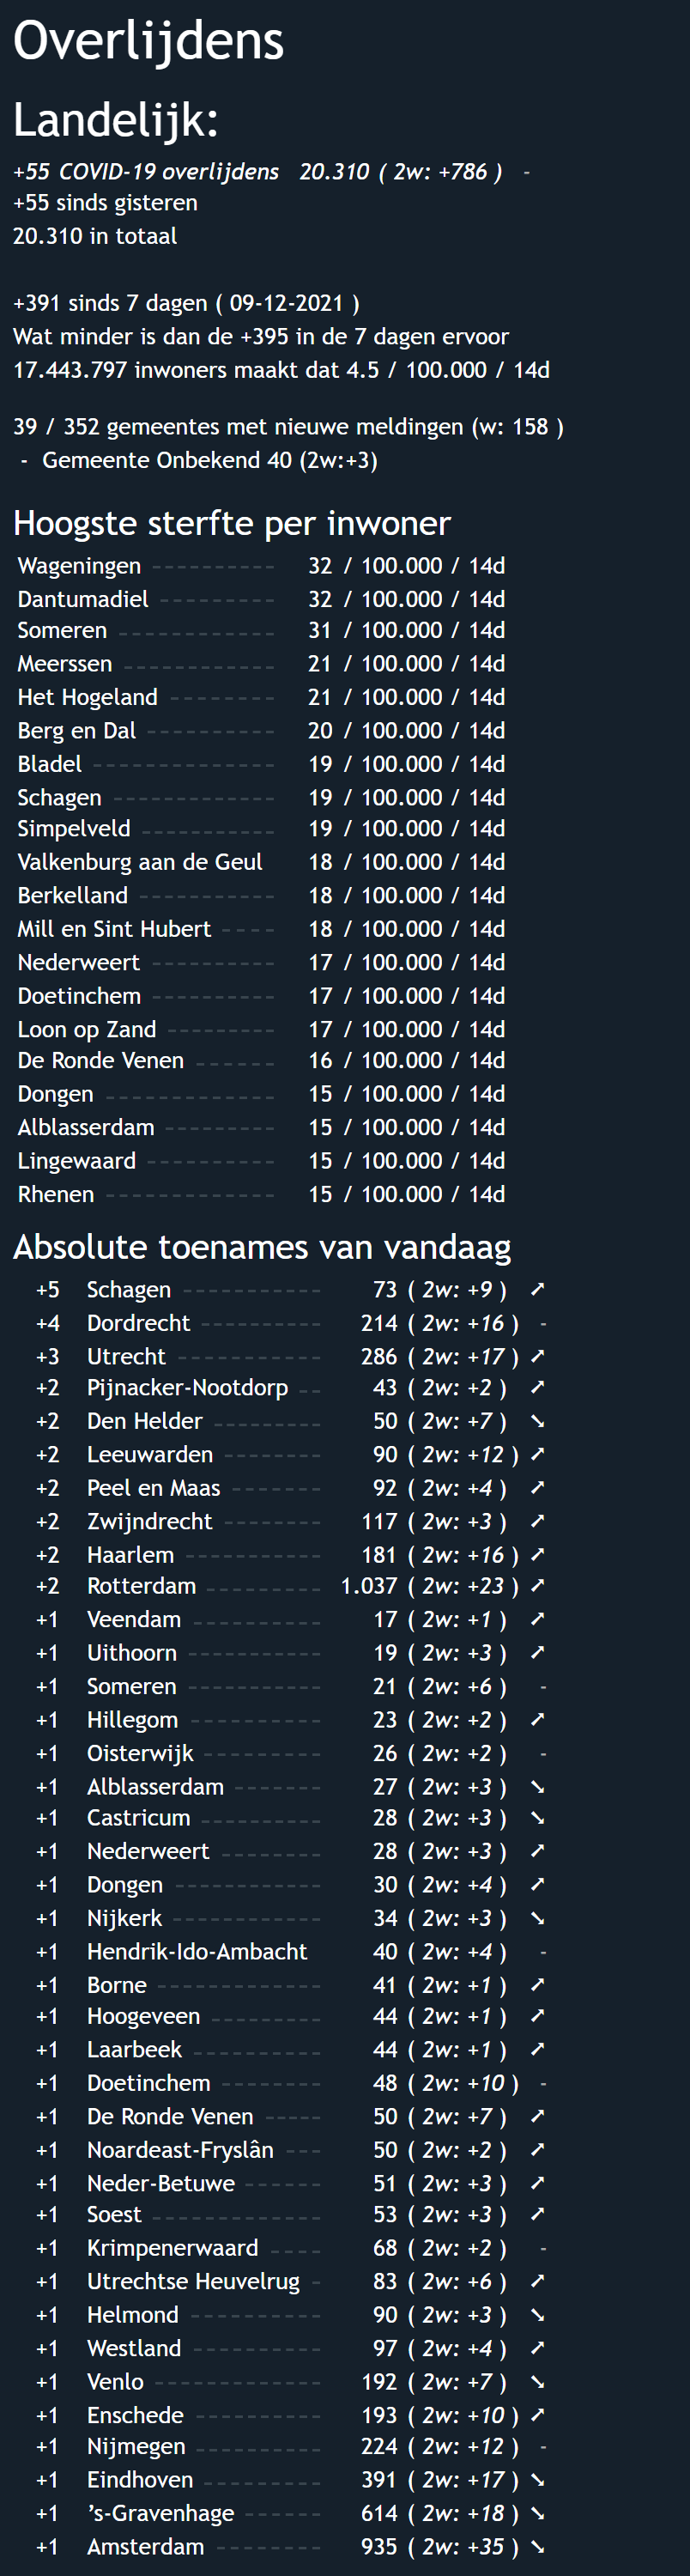 Overlijdens
Landelijk:
+55 COVID-19 overlijdens 20.310 ( 2w: +786 ) -
+55 sinds gisteren
20.310 in totaal
+391 sinds 7 dagen ( 09-12-2021 )
Wat minder is dan de +395 in de 7 dagen ervoor
17.443.797 inwoners maakt dat 4.5 / 100.000 / 14d
39 / 352 gemeentes met nieuwe meldingen (w: 158 )
- Gemeente Onbekend 40 (2w:+3)
Hoogste sterfte per inwoner
Wageningen ---------- 32 / 100.000 / 14d
Dantumadiel --------- 32 / 100.000 / 14d
Someren ------------ 31 / 100.000 / 14d
Meerssen ------------ 21 / 100.000 / 14d
Het Hogeland -------- 21 / 100.000 / 14d
Berg en Dal ---------- 20 / 100.000 / 14d
Bladel -------------- 19 / 100.000 / 14d
Schagen ------------- 19 / 100.000 / 14d
Simpelveld ---------- 19 / 100.000 / 14d
Valkenburg aan de Geul 18 / 100.000 / 14d
Berkelland ---------- 18 / 100.000 / 14d
Mill en Sint Hubert ---- 18 / 100.000 / 14d
Nederweert ---------- 17 / 100.000 / 14d
Doetinchem ---------- 17 / 100.000 / 14d
Loon op Zand -------- 17 / 100.000 / 14d
De Ronde Venen ------ 16 / 100.000 / 14d
Dongen ------------- 15 / 100.000 / 14d
Alblasserdam --------- 15 / 100.000 / 14d
Lingewaard ---------- 15 / 100.000 / 14d
Rhenen ------------- 15 / 100.000 / 14d
Absolute toenames van vandaag
+5 Schagen ----------- 73 ( 2w: +9 ) ➚
+4 Dordrecht --------- 214 ( 2w: +16 ) -
+3 Utrecht ----------- 286 ( 2w: +17 ) ➚
+2 Pijnacker-Nootdorp -- 43 ( 2w: +2 ) ➚
+2 Den Helder -------- 50 ( 2w: +7 ) ➘
+2 Leeuwarden -------- 90 ( 2w: +12 ) ➚
+2 Peel en Maas ------- 92 ( 2w: +4 ) ➚
+2 Zwijndrecht -------- 117 ( 2w: +3 ) ➚
+2 Haarlem ---------- 181 ( 2w: +16 ) ➚
+2 Rotterdam --------- 1.037 ( 2w: +23 ) ➚
+1 Veendam ---------- 17 ( 2w: +1 ) ➚
+1 Uithoorn ---------- 19 ( 2w: +3 ) ➚
+1 Someren ---------- 21 ( 2w: +6 ) -
+1 Hillegom ---------- 23 ( 2w: +2 ) ➚
+1 Oisterwijk --------- 26 ( 2w: +2 ) -
+1 Alblasserdam ------- 27 ( 2w: +3 ) ➘
+1 Castricum --------- 28 ( 2w: +3 ) ➘
+1 Nederweert ------- 28 ( 2w: +3 ) ➚
+1 Dongen ----------- 30 ( 2w: +4 ) ➚
+1 Nijkerk ----------- 34 ( 2w: +3 ) ➘
+1 Hendrik-Ido-Ambacht 40 ( 2w: +4 ) -
+1 Borne ------------ 41 ( 2w: +1 ) ➚
+1 Hoogeveen -------- 44 ( 2w: +1 ) ➚
+1 Laarbeek ---------- 44 ( 2w: +1 ) ➚
+1 Doetinchem ------- 48 ( 2w: +10 ) -
+1 De Ronde Venen ---- 50 ( 2w: +7 ) ➚
+1 Noardeast-Fryslân --- 50 ( 2w: +2 ) ➚
+1 Neder-Betuwe ------ 51 ( 2w: +3 ) ➚
+1 Soest ------------- 53 ( 2w: +3 ) ➚
+1 Krimpenerwaard ---- 68 ( 2w: +2 ) -
+1 Utrechtse Heuvelrug - 83 ( 2w: +6 ) ➚
+1 Helmond ---------- 90 ( 2w: +3 ) ➘
+1 Westland ---------- 97 ( 2w: +4 ) ➚
+1 Venlo ------------ 192 ( 2w: +7 ) ➘
+1 Enschede --------- 193 ( 2w: +10 ) ➚
+1 Nijmegen --------- 224 ( 2w: +12 ) -
+1 Eindhoven --------- 391 ( 2w: +17 ) ➘
+1 ’s-Gravenhage ------ 614 ( 2w: +18 ) ➘
+1 Amsterdam -------- 935 ( 2w: +35 ) ➘